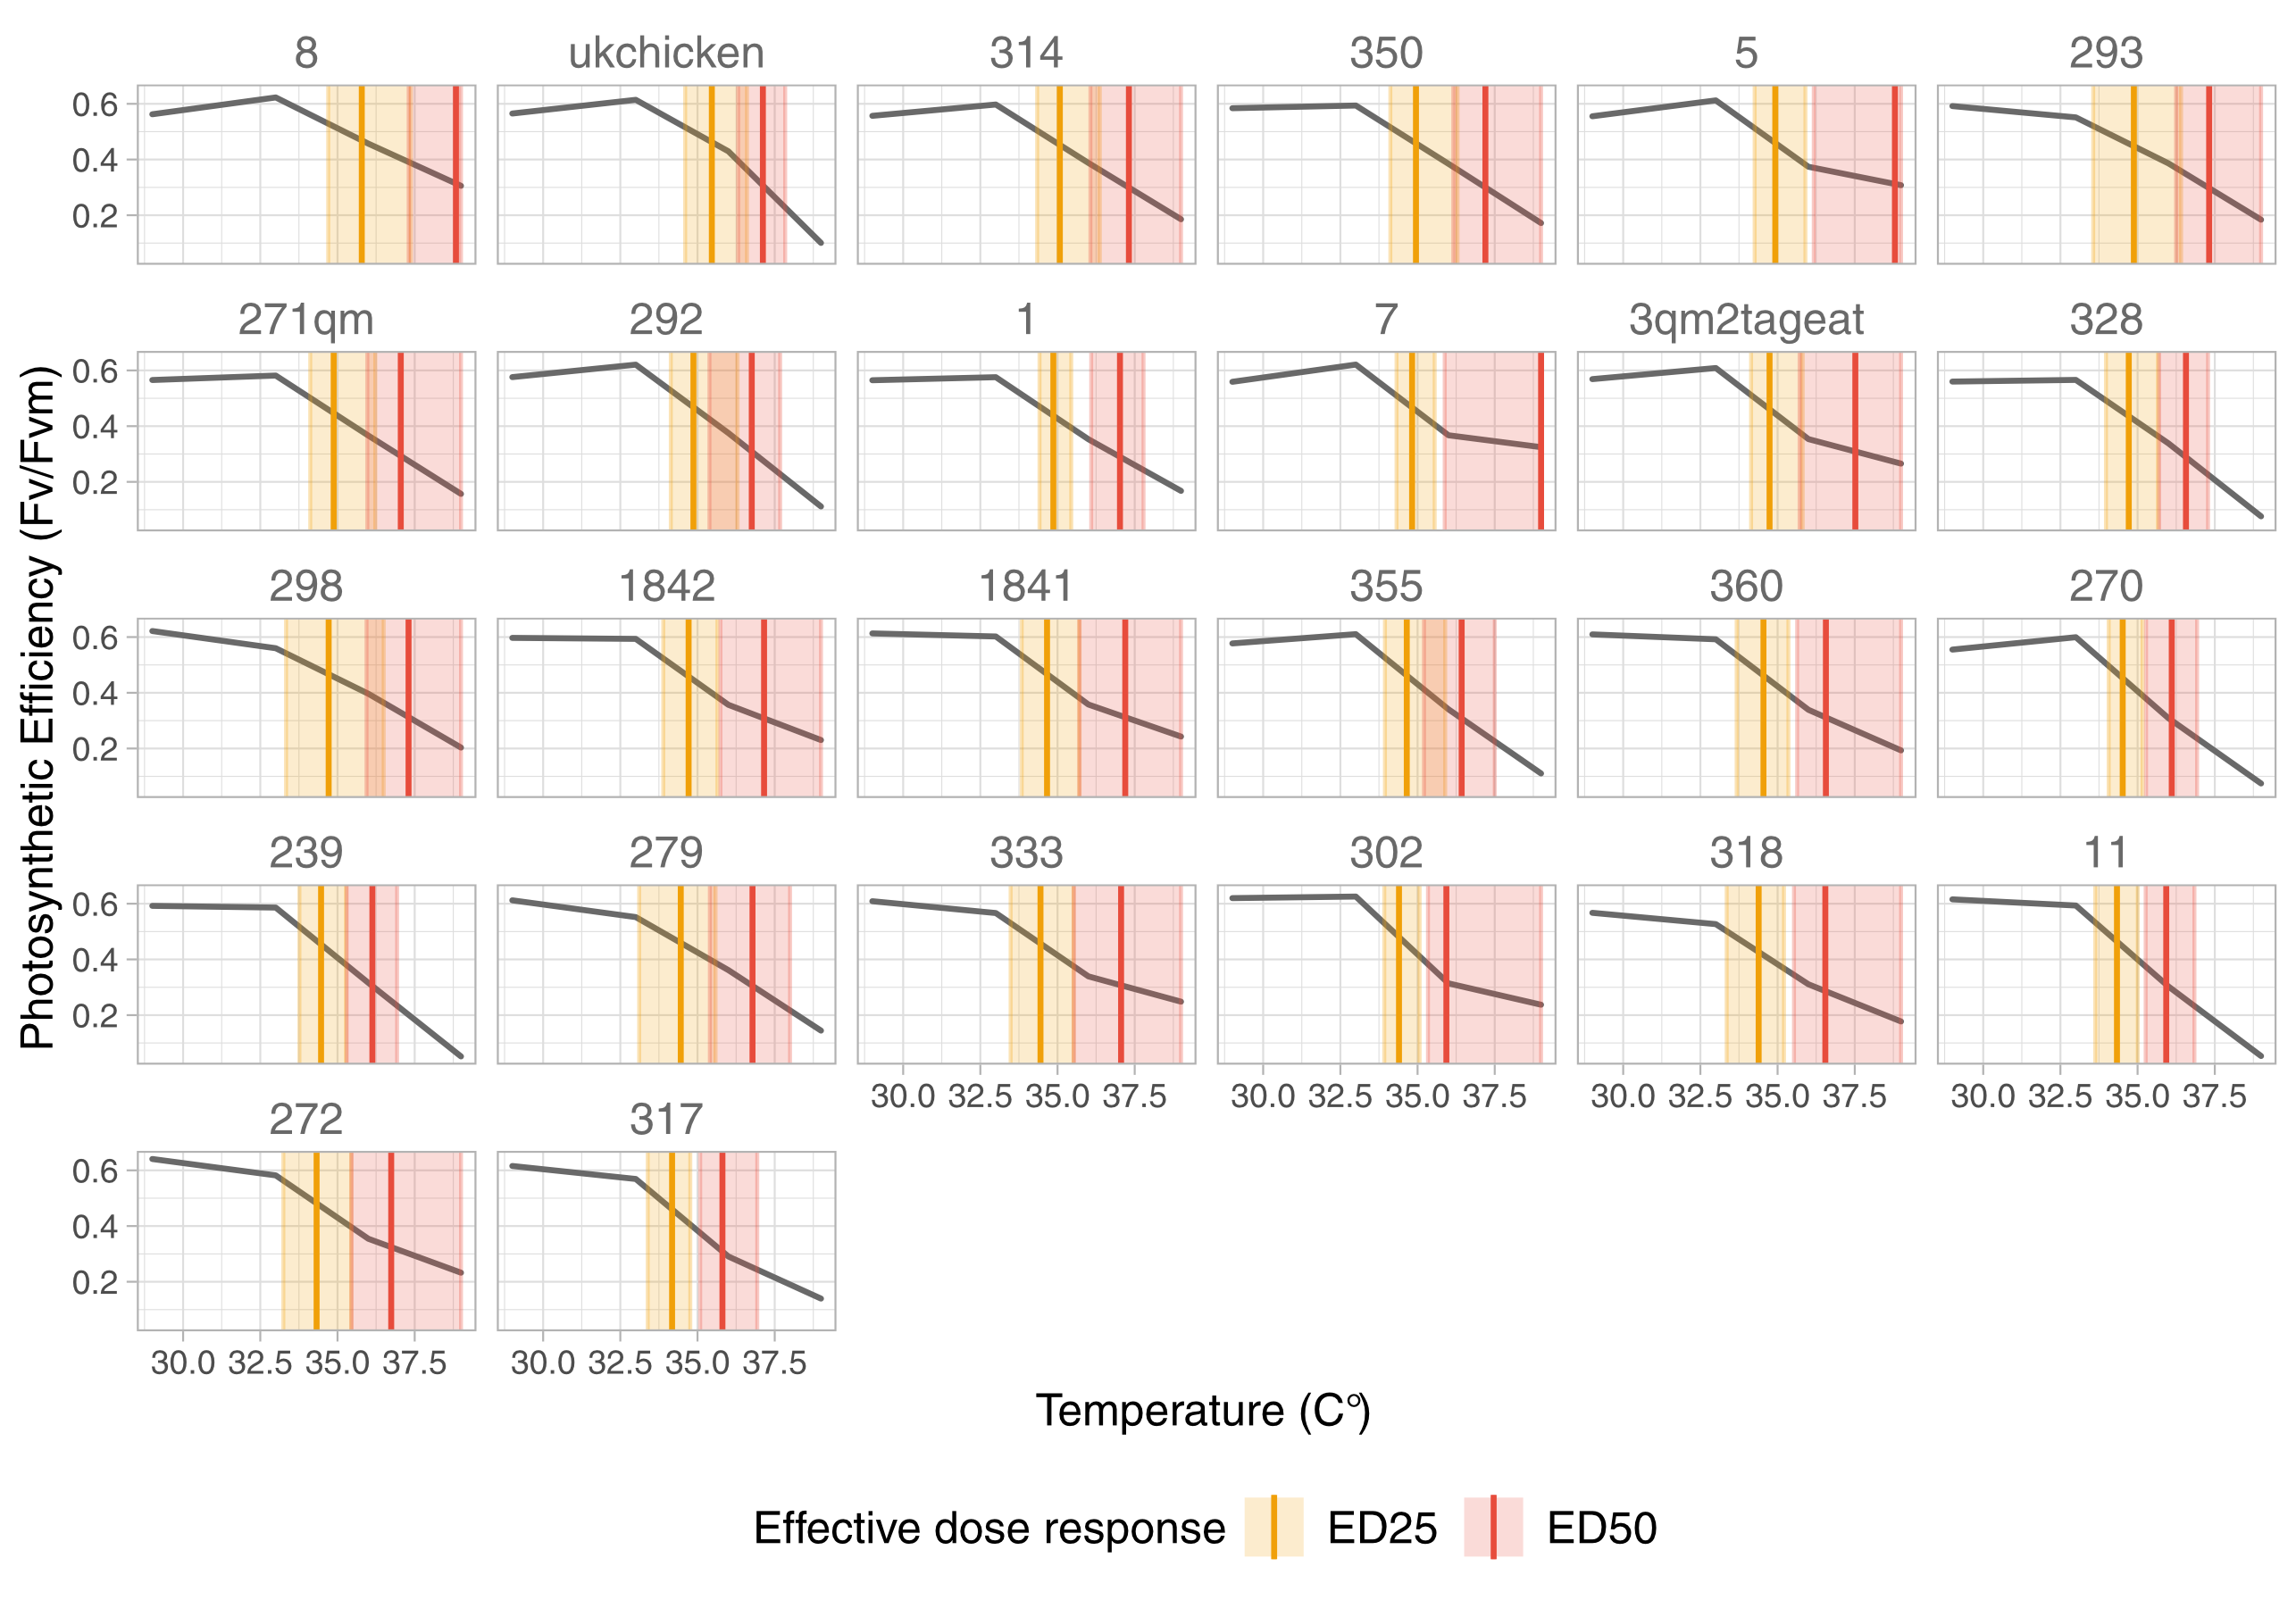 8 ukchicken 314 350 5 293
0.6
0.4
0.2
271qm 292 1 7 3qm2tageat 328
0.6
0.4
0.2
298 1842 1841 355 360 270
0.6
0.4
0.2
239 279 333 302 318 11
0.6
0.4
0.2
30.0 32.5 35.0 37.5 30.0 32.5 35.0 37.5 30.0 32.5 35.0 37.5 30.0 32.5 35.0 37.5
272 317
0.6
0.4
0.2
30.0 32.5 35.0 37.5 30.0 32.5 35.0 37.5
Photosynthetic Efficiency (Fv/Fvm)
Temperature (C°)
Effective dose response ED25 ED50